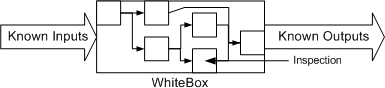 Known Inputs
Known Outputs
Inspection
WhiteBox